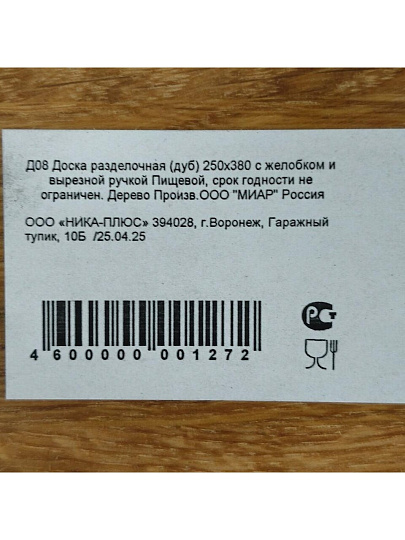 Д08 Доска разделочная (дуб) 250х380 с желобком и
вырезной ручкой Пищевой, срок годности не
ограничен. Дерево Произв.ООО "МИАР" Россия
ООО «НИКА-ПЛЮС» 394028, г.Воронеж, Гаражный
тупик, 10Б /25.04.25
4 600000 001272
РСТ